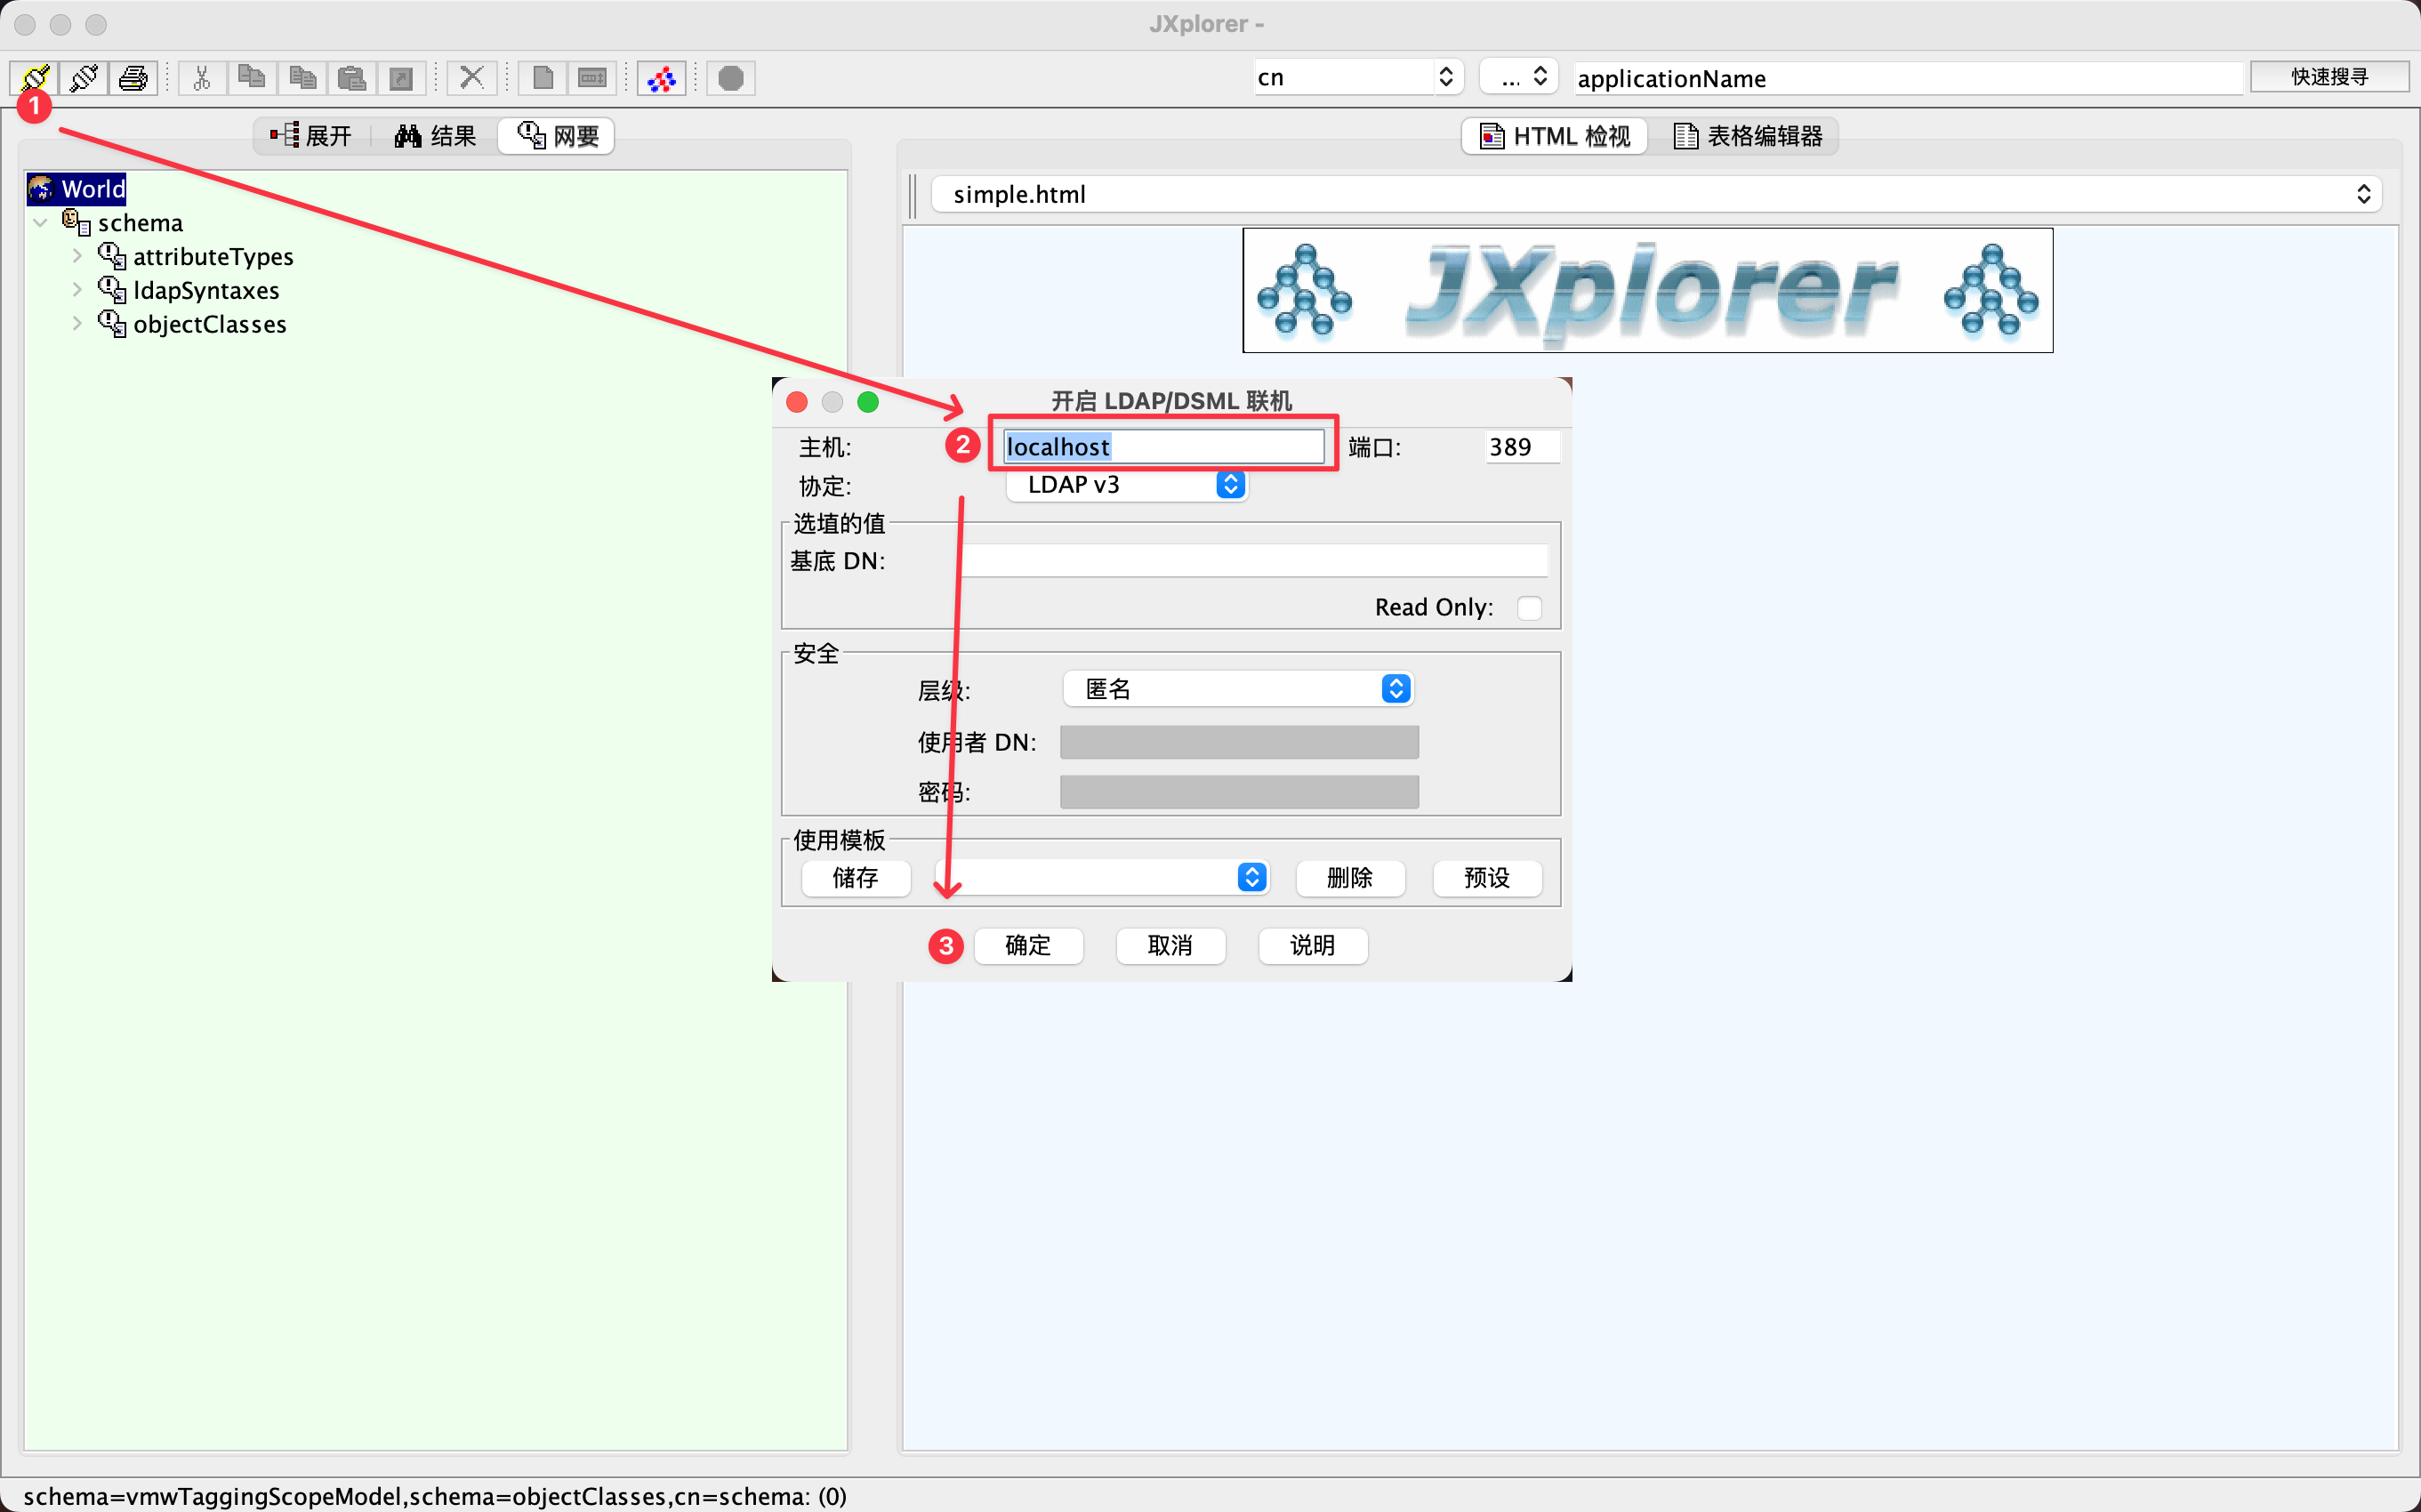 JXplorer -
cn
...
applicationName
快速搜寻
1
展开
结果
网要
HTML 检视
表格编辑器
World
schema
attributeTypes
ldapSyntaxes
objectClasses
simple.html
JXplorer
开启 LDAP/DSML 联机
主机:
2
localhost
端口:
389
协定:
LDAP v3
选埴的值
基底 DN:
Read Only:
安全
层级:
匿名
使用者 DN:
密码:
使用模板
储存
删除
预设
3
确定
取消
说明
schema=vmwTaggingScopeModel,schema=objectClasses,cn=schema: (0)